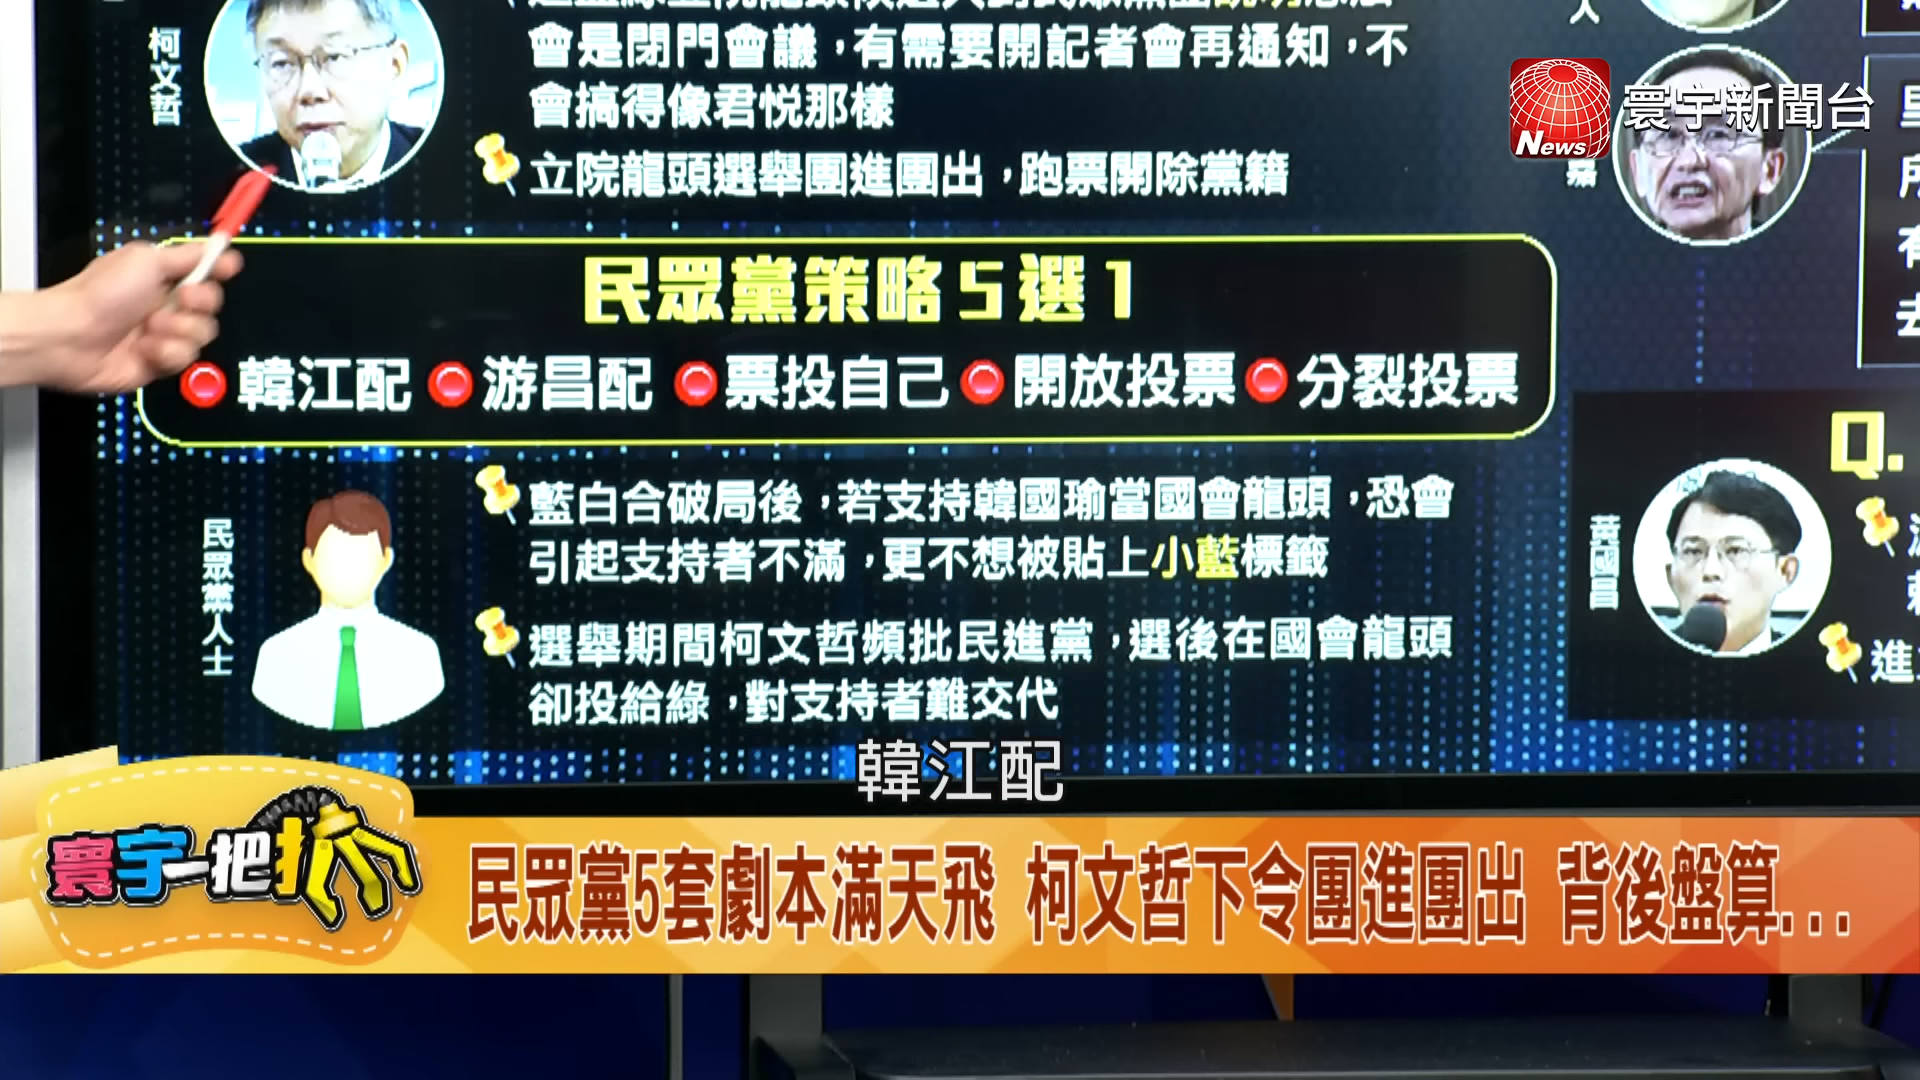 柯文哲
會是閉門會議，有需要開記者會再通知，不
會搞得像君悅那樣
立院龍頭選舉團進團出，跑票開除黨籍
人
News
寰宇新聞台
嘉
所
有
去
民眾黨策略5選1
韓江配
游昌配
票投自己
開放投票
分裂投票
民眾黨人士
藍白合破局後，若支持韓國瑜當國會龍頭，恐會
引起支持者不滿，更不想被貼上小藍標籤
選舉期間柯文哲頻批民進黨，選後在國會龍頭
卻投給綠，對支持者難交代
Q.
黃國昌
進
韓江配
寰宇一把抓
民眾黨5套劇本滿天飛 柯文哲下令團進團出 背後盤算...